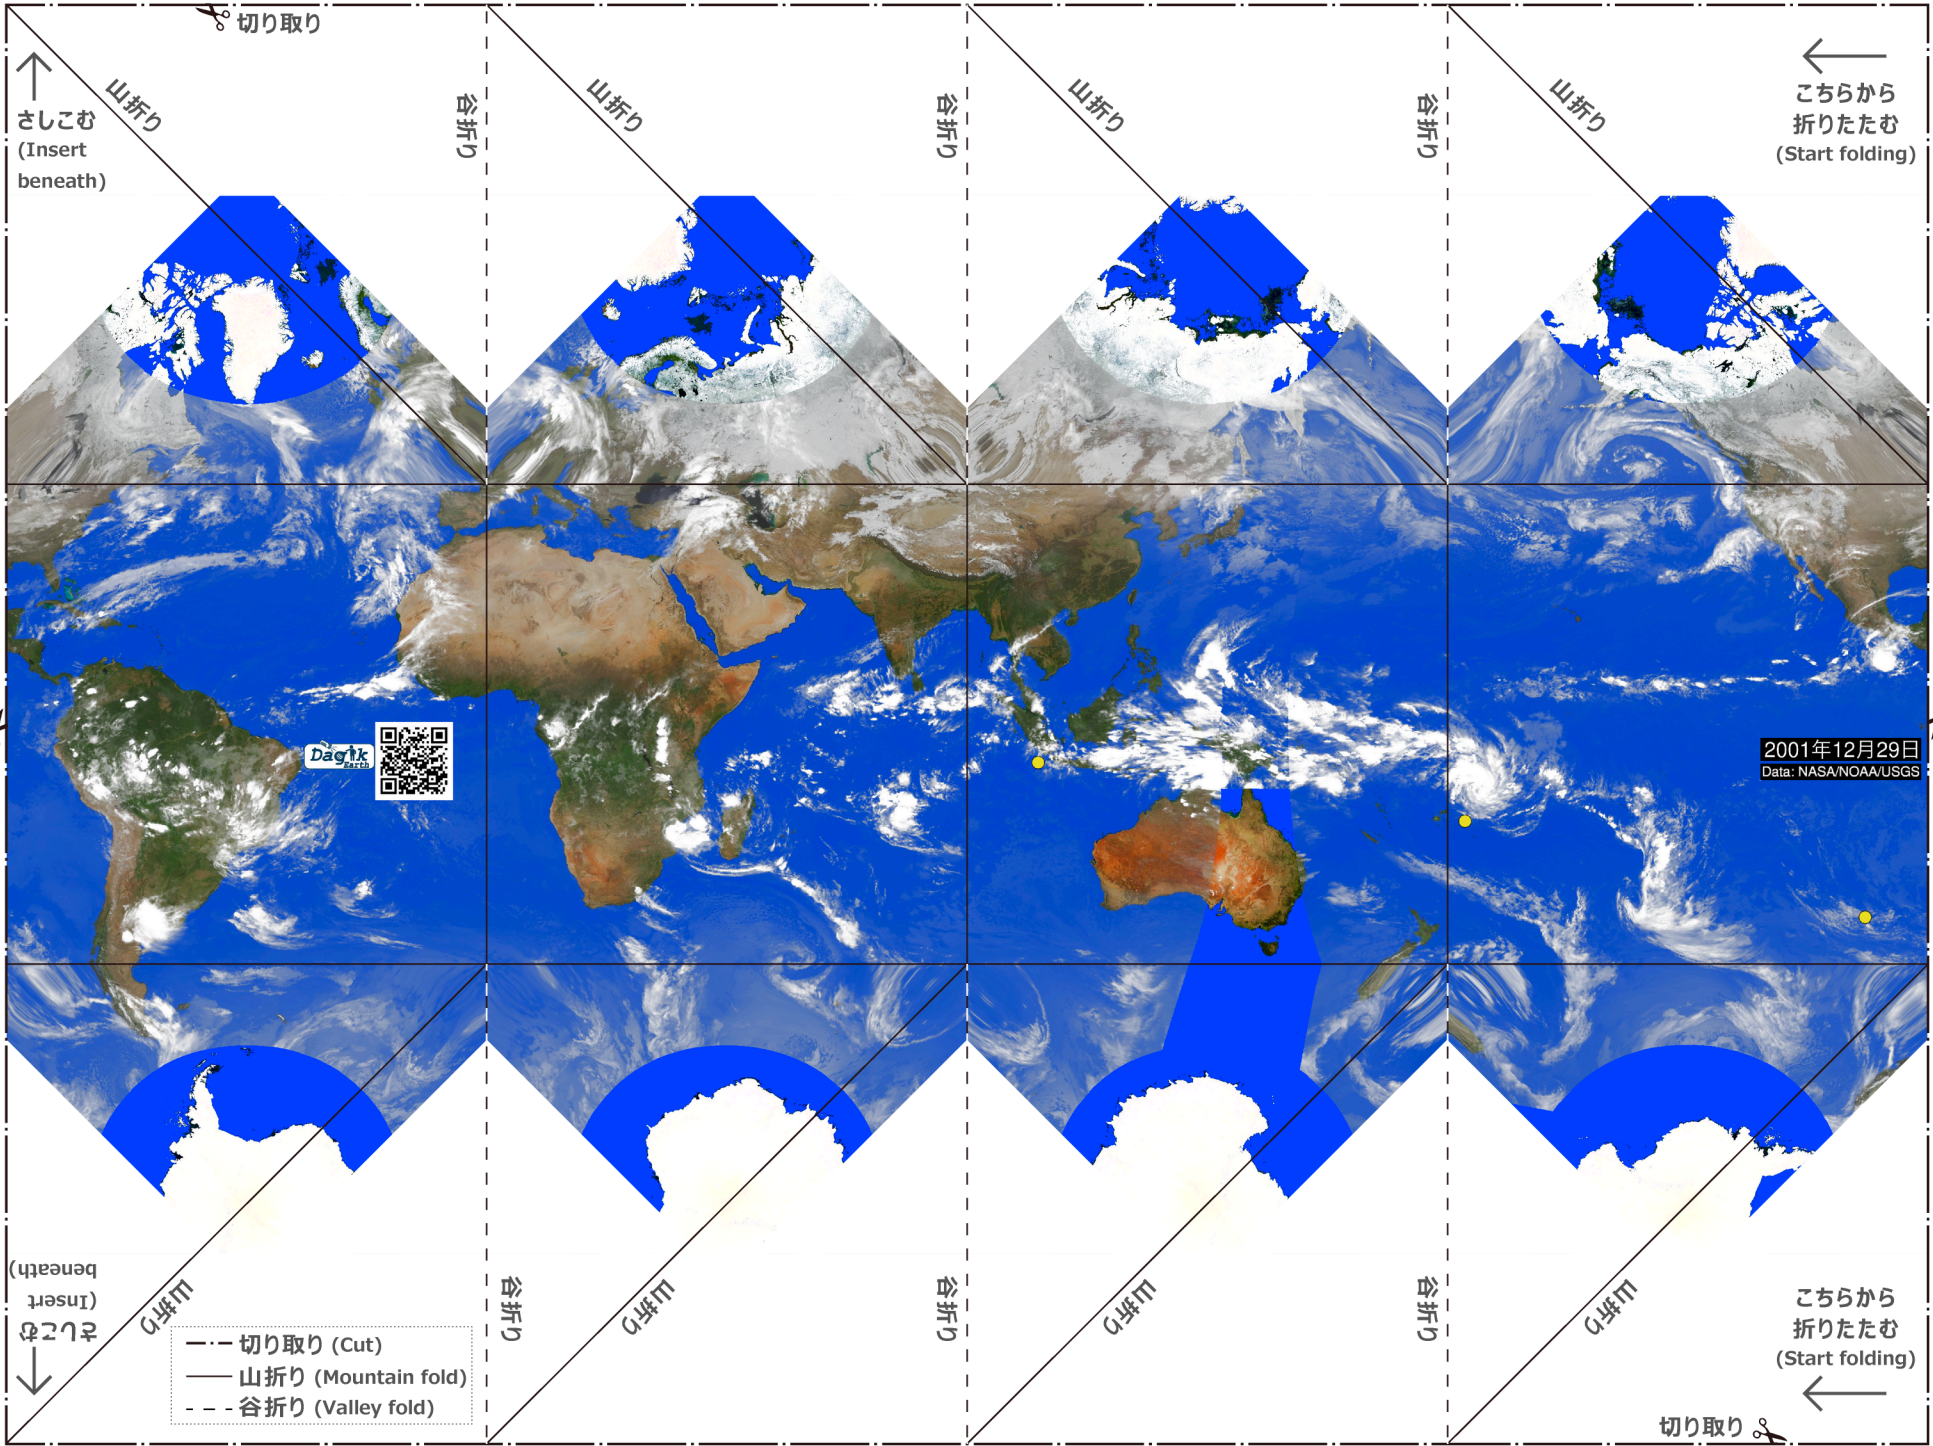 切り取り
山折り
谷折り
山折り
谷折り
山折り
谷折り
山折り
さしこむ
(Insert
beneath)
こちらから
折りたたむ
(Start folding)
Dagik
Earth
2001年12月29日
Data: NASA/NOAA/USGS
さしこむ
(Insert
beneath)
山折り
谷折り
山折り
谷折り
山折り
谷折り
山折り
切り取り (Cut)
山折り (Mountain fold)
谷折り (Valley fold)
こちらから
折りたたむ
(Start folding)
切り取り